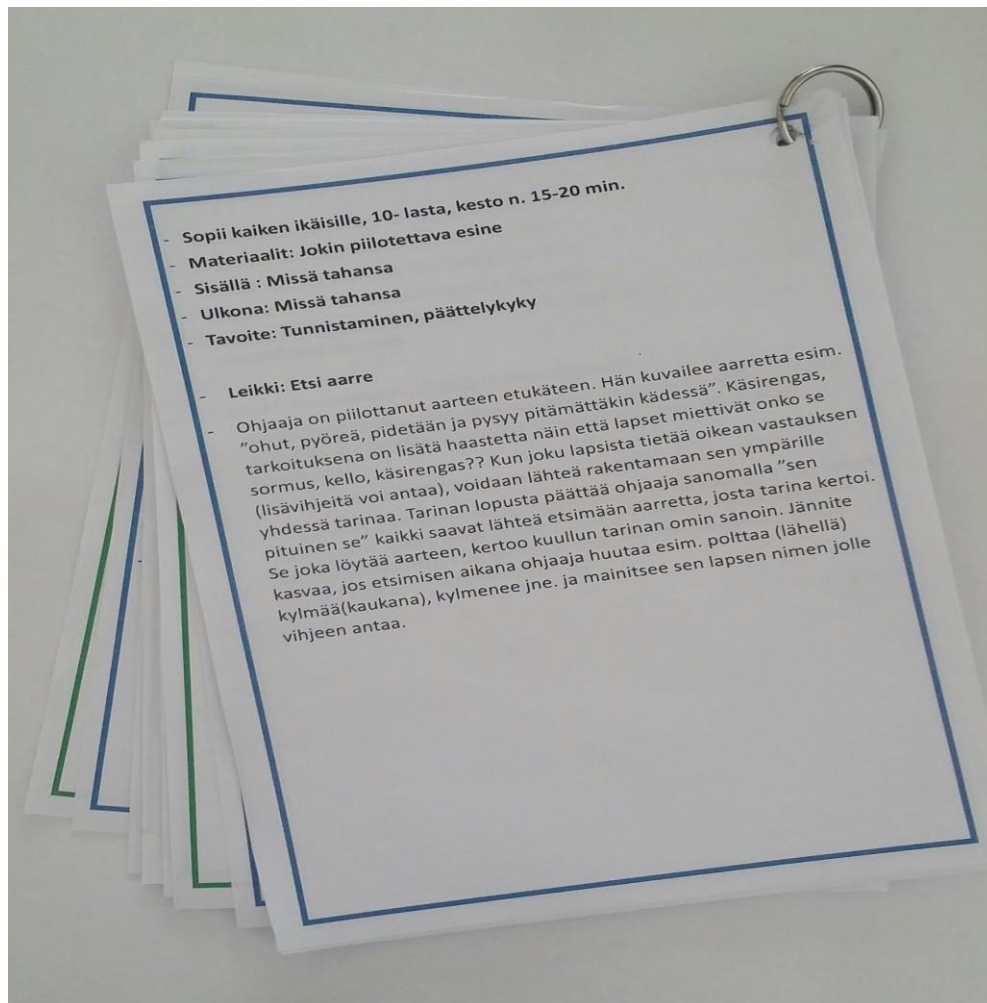 - Sopii kaiken ikäisille, 10- lasta, kesto n. 15-20 min.
- Materiaalit: Jokin piilotettava esine
- Sisällä : Missä tahansa
- Ulkona: Missä tahansa
- Tavoite: Tunnistaminen, päättelykyky
- Leikki: Etsi aarre
- Ohjaaja on piilottanut aarteen etukäteen. Hän kuvailee aarretta esim.
”ohut, pyöreä, pidetään ja pysyy pitämättäkin kädessä”. Käsirengas,
tarkoituksena on lisätä haastetta näin että lapset miettivät onko se
sormus, kello, käsirengas?? Kun joku lapsista tietää oikean vastauksen
(lisävihjeitä voi antaa), voidaan lähteä rakentamaan sen ympärille
yhdessä tarinaa. Tarinan lopusta päättää ohjaaja sanomalla ”sen
pituinen se” kaikki saavat lähteä etsimään aarretta, josta tarina kertoi.
Se joka löytää aarteen, kertoo kuullun tarinan omin sanoin. Jännite
kasvaa, jos etsimisen aikana ohjaaja huutaa esim. polttaa (lähellä)
kylmää(kaukana), kylmenee jne. ja mainitsee sen lapsen nimen jolle
vihjeen antaa.